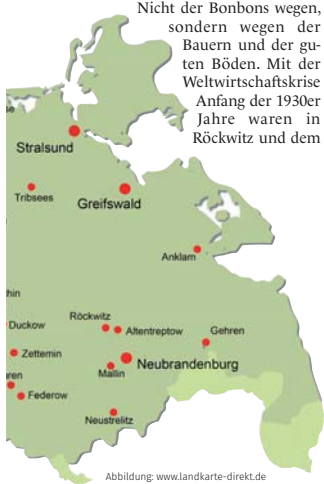 Nicht der Bonbons wegen,
sondern wegen der
Bauern und der gu-
ten Böden. Mit der
Weltwirtschaftskrise
Anfang der 1930er
Jahre waren in
Röckwitz und dem
Stralsund
Tribsees
Greifswald
Anklam
hin
Röckwitz
Duckow
Altentreptow
Gehren
Zettemin
Mallin
Neubrandenburg
ren
Federow
Neustrelitz
Abbildung: www.landkarte-direkt.de